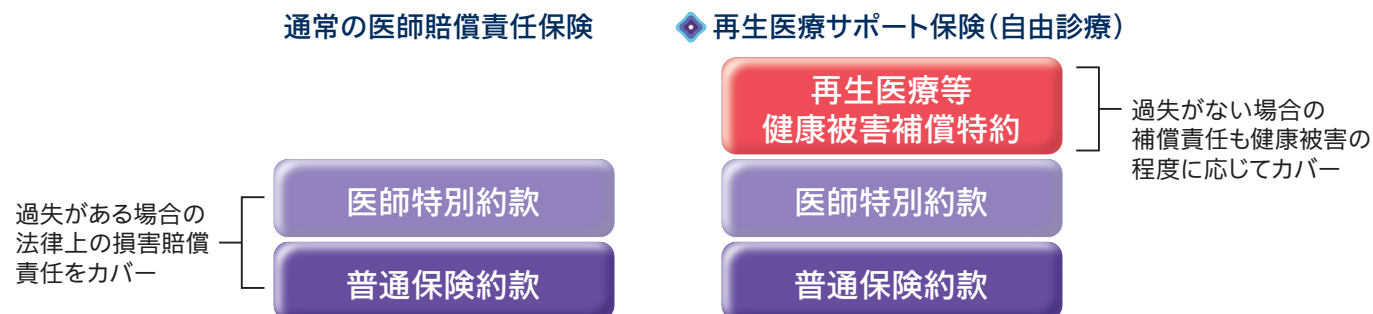 通常の医師賠償責任保険
再生医療サポート保険（自由診療）
再生医療等
健康被害補償特約
過失がない場合の
補償責任も健康被害の
程度に応じてカバー
過失がある場合の
法律上の損害賠償
責任をカバー
医師特別約款
医師特別約款
普通保険約款
普通保険約款